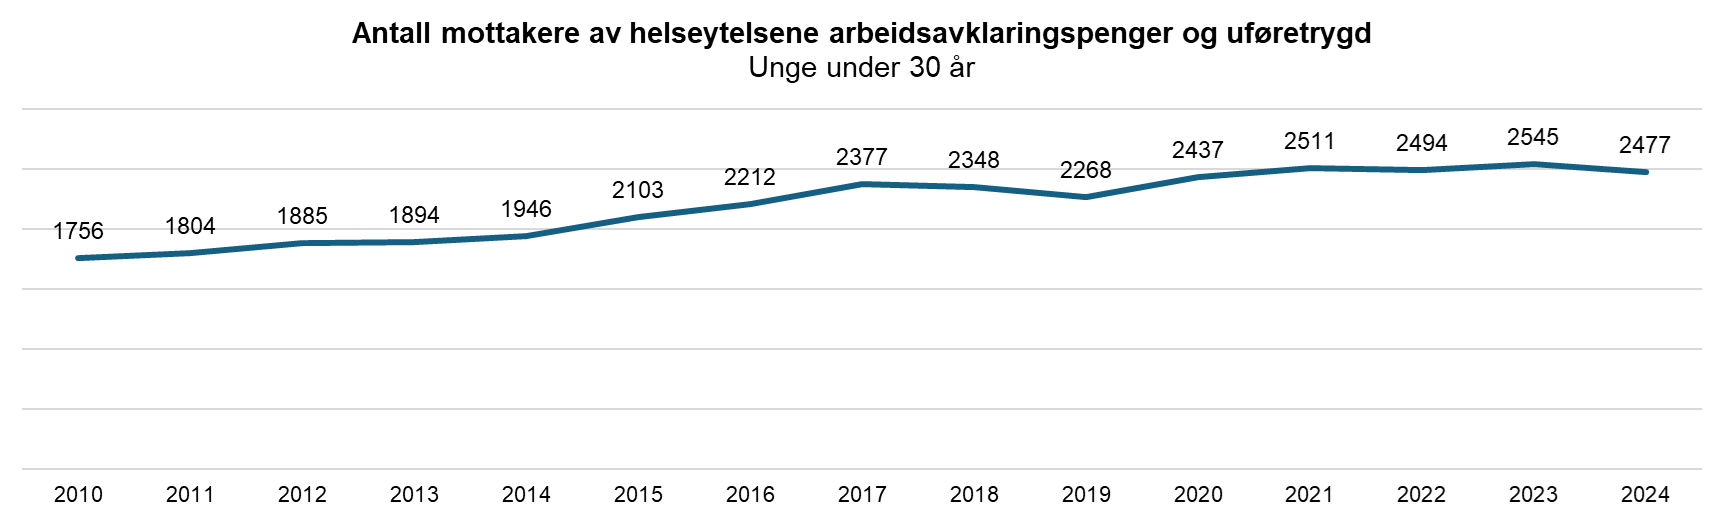 Antall mottakere av helseytelsene arbeidsavklaringspenger og uføretrygd
Unge under 30 år
1756 1804 1885 1894 1946 2103 2212 2377 2348 2268 2437 2511 2494 2545 2477
2010 2011 2012 2013 2014 2015 2016 2017 2018 2019 2020 2021 2022 2023 2024